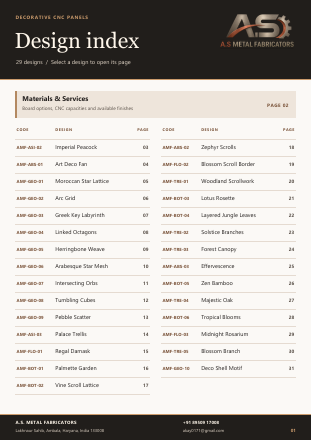 DECORATIVE CNC PANELS
Design index
29 designs / Select a design to open its page
AS
A.S METAL FABRICATORS
Materials & Services
Board options, CNC capacities and available finishes
PAGE 02
CODE DESIGN PAGE
AMF-ASI-02 Imperial Peacock 03
AMF-ABS-01 Art Deco Fan 04
AMF-GEO-01 Moroccan Star Lattice 05
AMF-GEO-02 Arc Grid 06
AMF-GEO-03 Greek Key Labyrinth 07
AMF-GEO-04 Linked Octagons 08
AMF-GEO-05 Herringbone Weave 09
AMF-GEO-06 Arabesque Star Mesh 10
AMF-GEO-07 Intersecting Orbs 11
AMF-GEO-08 Tumbling Cubes 12
AMF-GEO-09 Pebble Scatter 13
AMF-ASI-03 Palace Trellis 14
AMF-FLO-01 Regal Damask 15
AMF-BOT-01 Palmette Garden 16
AMF-BOT-02 Vine Scroll Lattice 17
CODE DESIGN PAGE
AMF-ABS-02 Zephyr Scrolls 18
AMF-FLO-02 Blossom Scroll Border 19
AMF-TRE-01 Woodland Scrollwork 20
AMF-BOT-03 Lotus Rosette 21
AMF-BOT-04 Layered Jungle Leaves 22
AMF-TRE-02 Solstice Branches 23
AMF-TRE-03 Forest Canopy 24
AMF-ABS-03 Effervescence 25
AMF-BOT-05 Zen Bamboo 26
AMF-TRE-04 Majestic Oak 27
AMF-BOT-06 Tropical Blooms 28
AMF-FLO-03 Midnight Rosarium 29
AMF-TRE-05 Blossom Branch 30
AMF-GEO-10 Deco Shell Motif 31
A.S. METAL FABRICATORS
+91 89509 17008
Ambala, Haryana, India
01